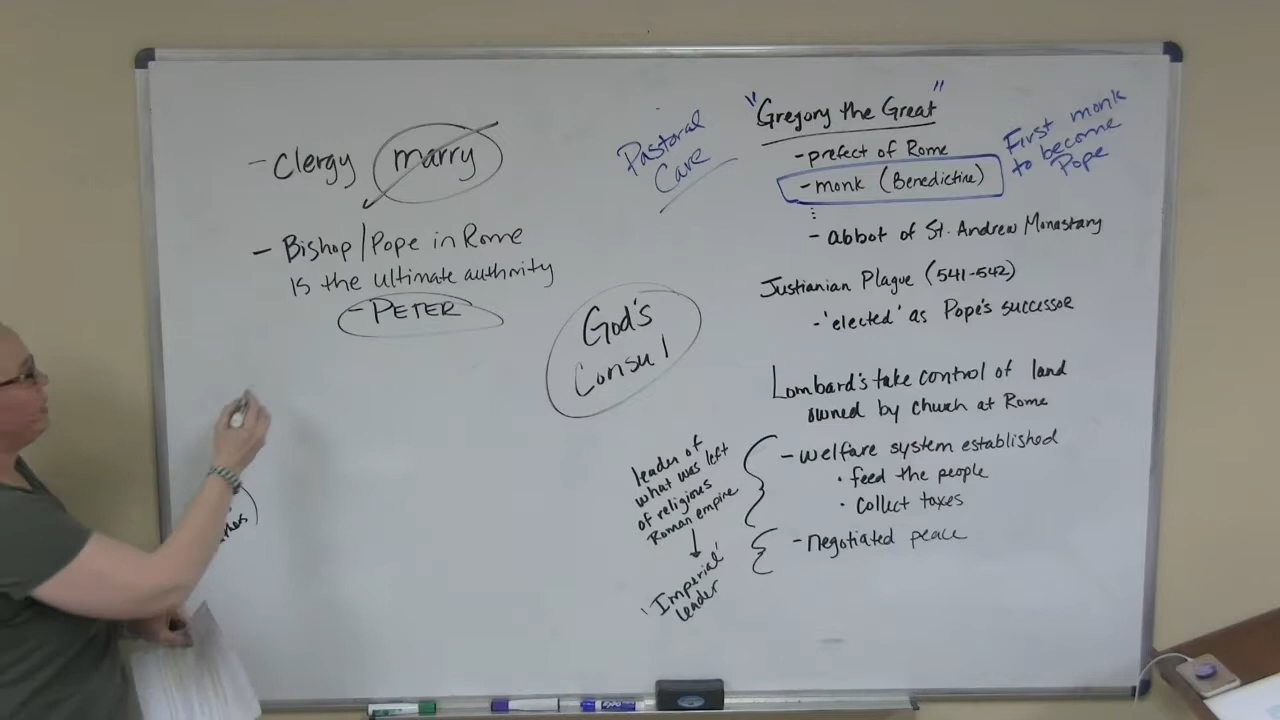 - Clergy marry
- Bishop/Pope in Rome
is the ultimate authority
- PETER
God's
Consul
Pastoral
Care
"Gregory the Great"
- prefect of Rome
- monk (Benedictine)
First monk
to become
Pope
- abbot of St. Andrew Monastary
Justianian Plague (541-542)
- 'elected' as Pope's successor
Lombard's take control of land
owned by church at Rome
- welfare system established
• feed the people
• collect taxes
- negotiated peace
leader of
what was left
of religious
Roman empire
'Imperial'
leader